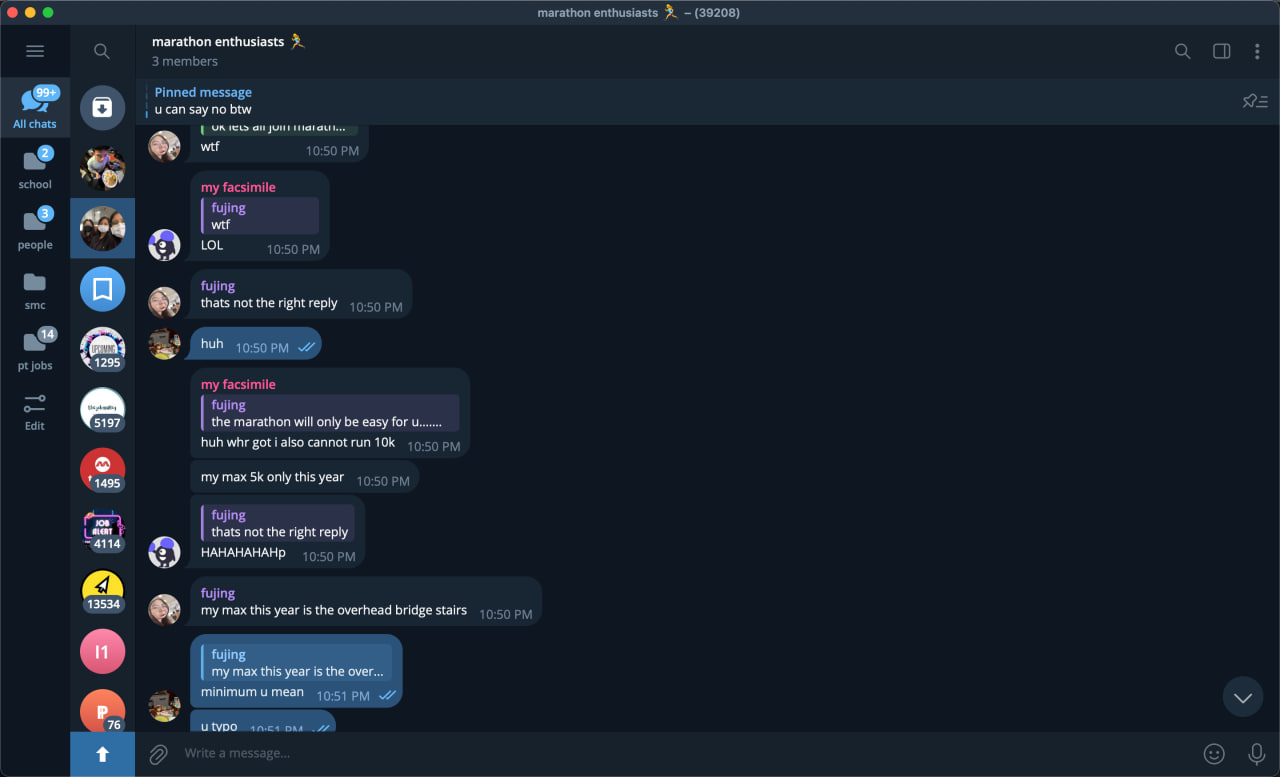 marathon enthusiasts 🏃 – (39208)
marathon enthusiasts 🏃
3 members
99+
All chats
2
school
3
people
smc
14
pt jobs
Edit
UPCOMING
1295
5197
1495
JOB
ALERT
4114
13534
I1
P
76
Pinned message
u can say no btw
ok lets all join marath...
wtf
10:50 PM
my facsimile
fujing
wtf
LOL 10:50 PM
fujing
thats not the right reply 10:50 PM
huh 10:50 PM
my facsimile
fujing
the marathon will only be easy for u.......
huh whr got i also cannot run 10k 10:50 PM
my max 5k only this year 10:50 PM
fujing
thats not the right reply
HAHAHAHAHp 10:50 PM
fujing
my max this year is the overhead bridge stairs 10:50 PM
fujing
my max this year is the over...
minimum u mean 10:51 PM
u typo 10:51 PM
Write a message...